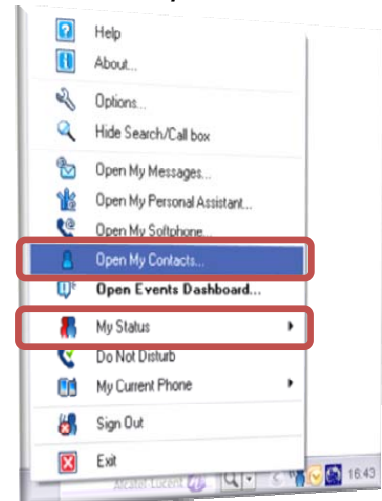 Help
About...
Options...
Hide Search/Call box
Open My Messages...
Open My Personal Assistant...
Open My Softphone...
Open My Contacts...
Open Events Dashboard...
My Status
Do Not Disturb
My Current Phone
Sign Out
Exit
Alcatel-Lucent
16:43